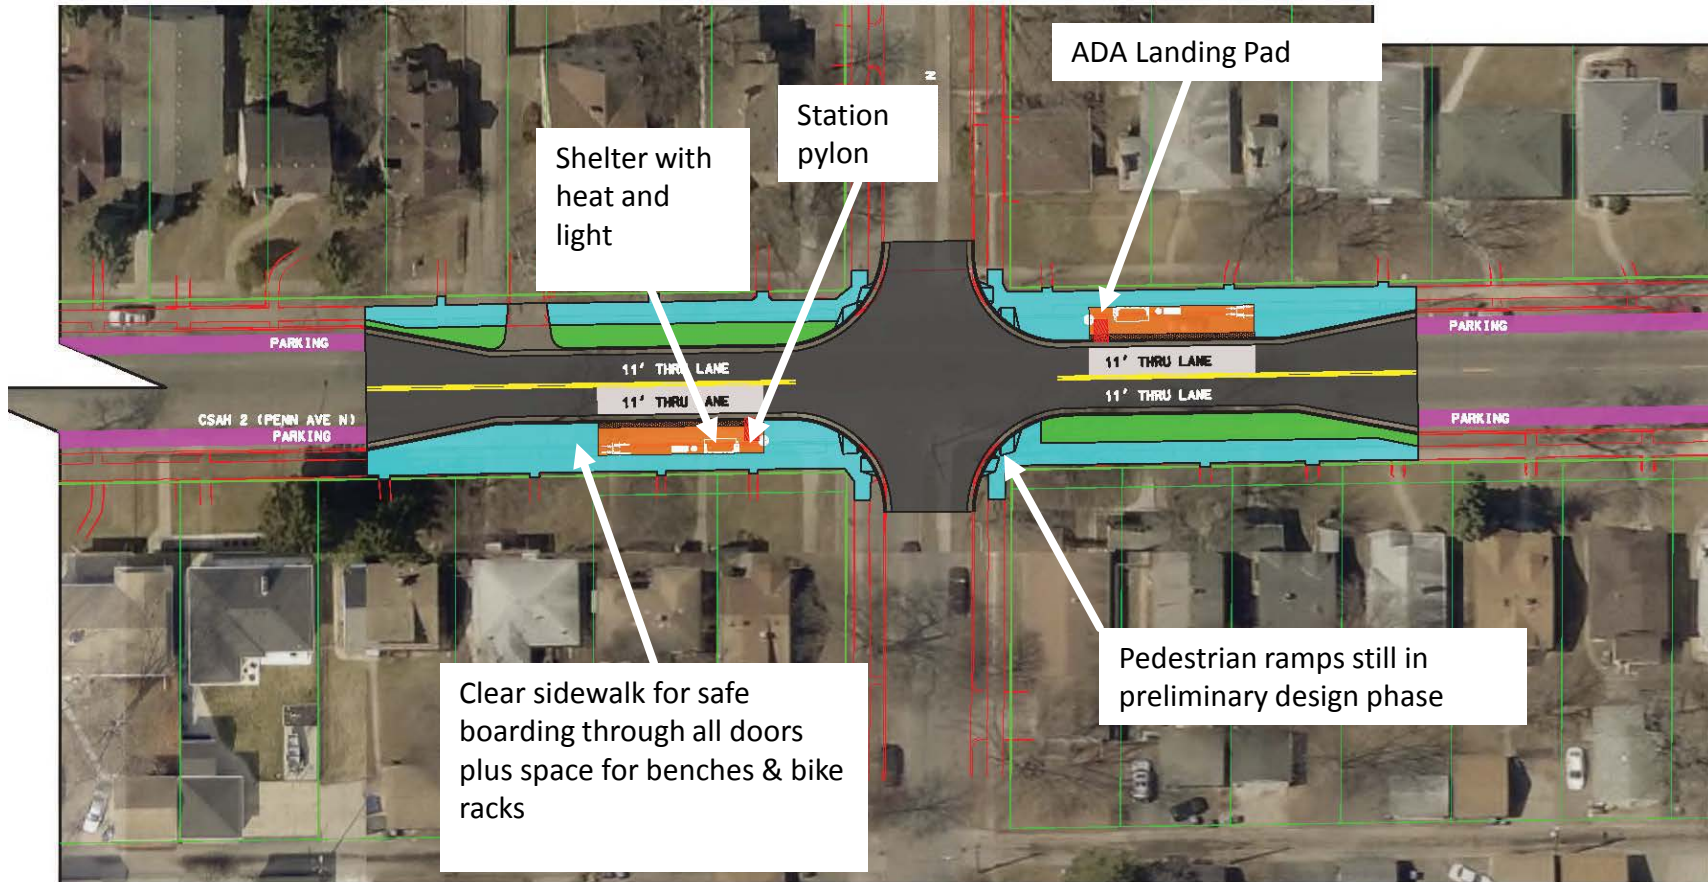 ADA Landing Pad
Station
pylon
Shelter with
heat and
light
N
PARKING
PARKING
11' THRU LANE
11' THRU LANE
11' THRU LANE
11' THRU LANE
CSAH 2 (PENN AVE N)
PARKING
PARKING
Clear sidewalk for safe
boarding through all doors
plus space for benches & bike
racks
Pedestrian ramps still in
preliminary design phase